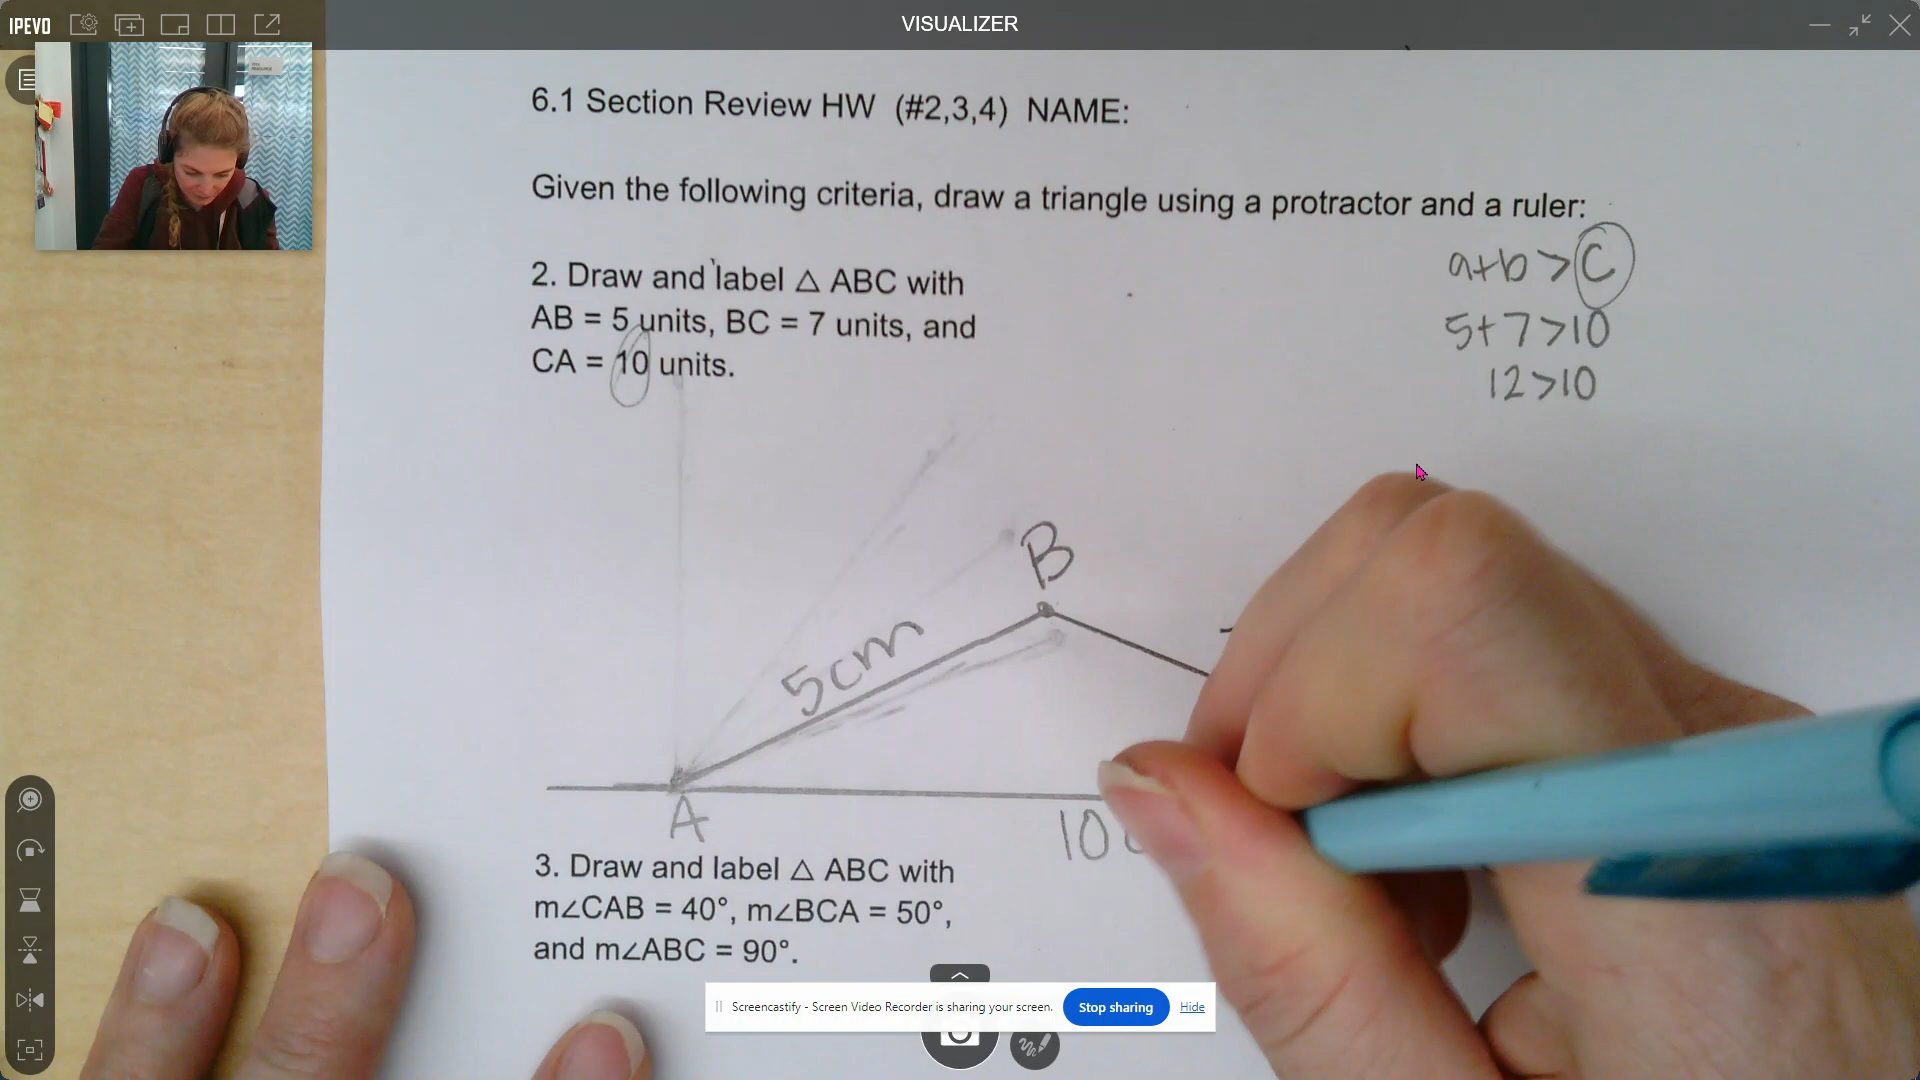 IPEVO
VISUALIZER
6.1 Section Review HW (#2,3,4) NAME:
Given the following criteria, draw a triangle using a protractor and a ruler:
2. Draw and label △ ABC with
AB = 5 units, BC = 7 units, and
CA = 10 units.
a+b >C
5+7>10
12>10
B
5cm
A
10
3. Draw and label △ ABC with
m∠CAB = 40°, m∠BCA = 50°,
and m∠ABC = 90°.
Screencastify - Screen Video Recorder is sharing your screen.
Stop sharing
Hide